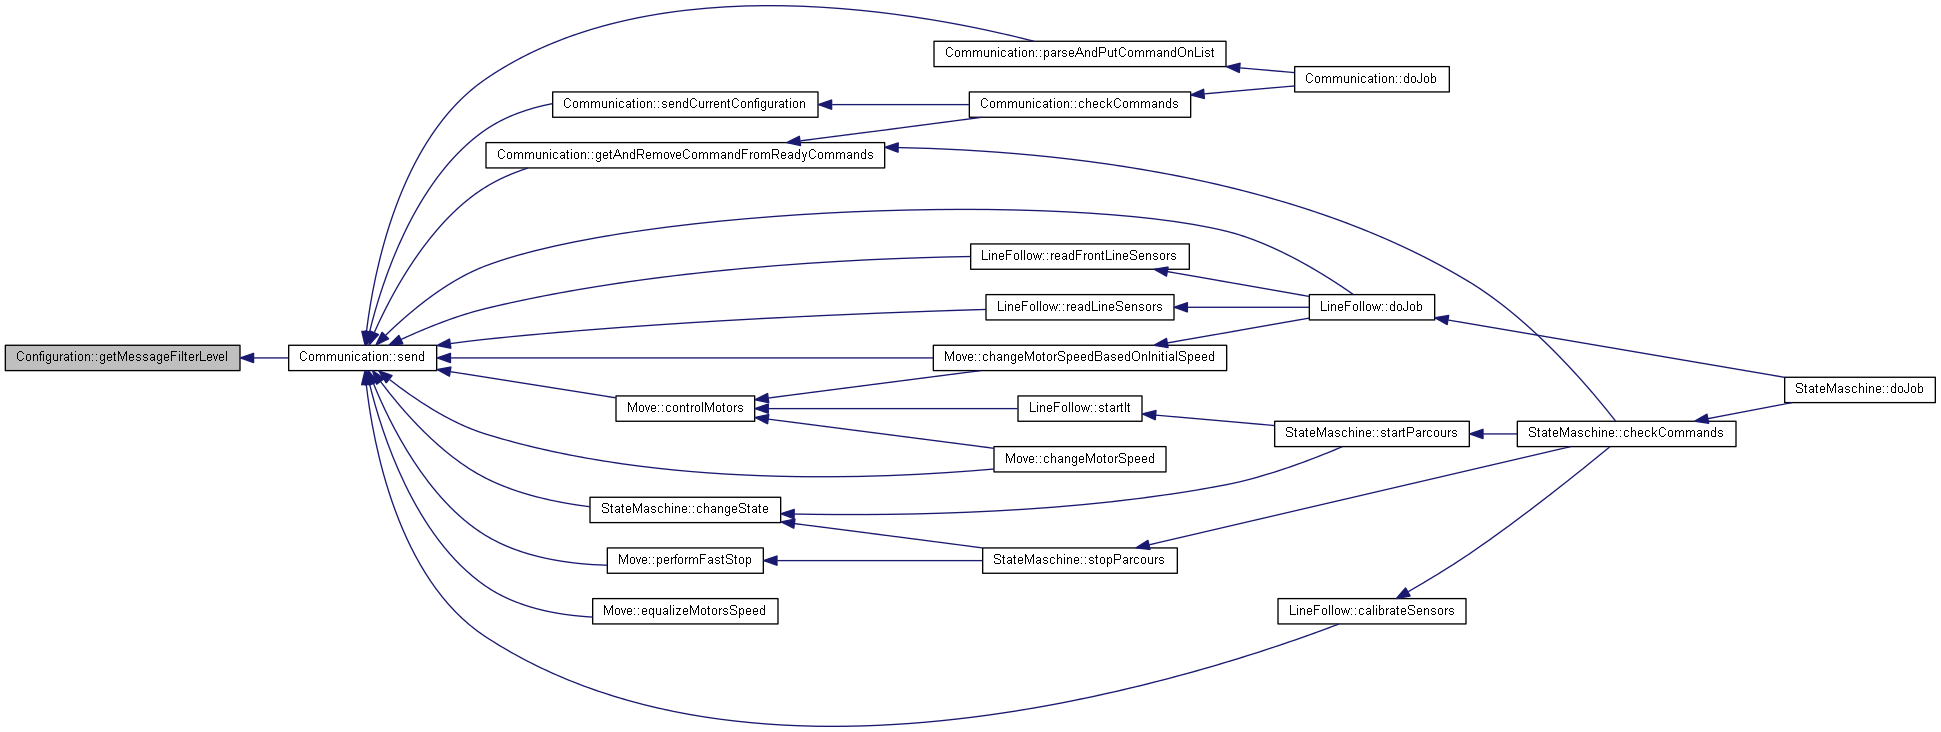 Communication::parseAndPutCommandOnList
Communication::doJob
Communication::sendCurrentConfiguration
Communication::checkCommands
Communication::getAndRemoveCommandFromReadyCommands
LineFollow::readFrontLineSensors
LineFollow::readLineSensors
LineFollow::doJob
Configuration::getMessageFilterLevel
Communication::send
Move::changeMotorSpeedBasedOnInitialSpeed
StateMaschine::doJob
Move::controlMotors
LineFollow::startIt
StateMaschine::startParcours
StateMaschine::checkCommands
Move::changeMotorSpeed
StateMaschine::changeState
Move::performFastStop
StateMaschine::stopParcours
Move::equalizeMotorsSpeed
LineFollow::calibrateSensors